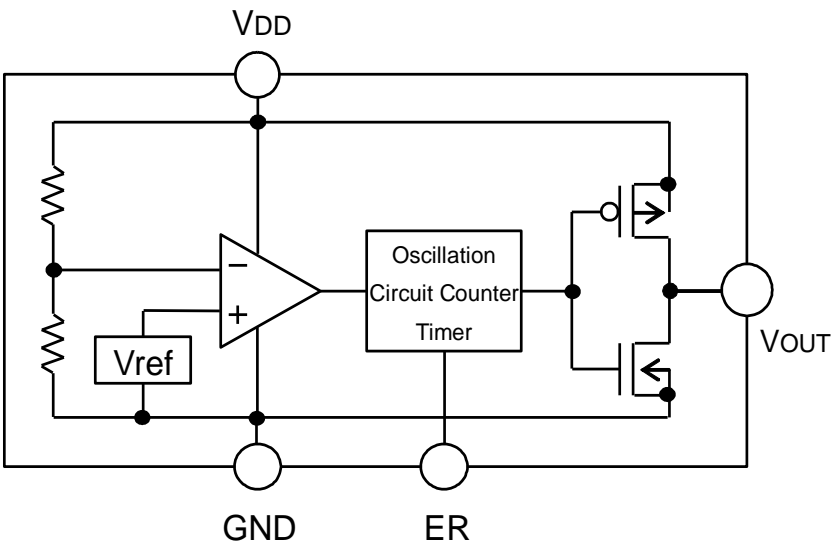 VDD
Oscillation
Circuit Counter
Timer
−
+
Vref
VOUT
GND
ER